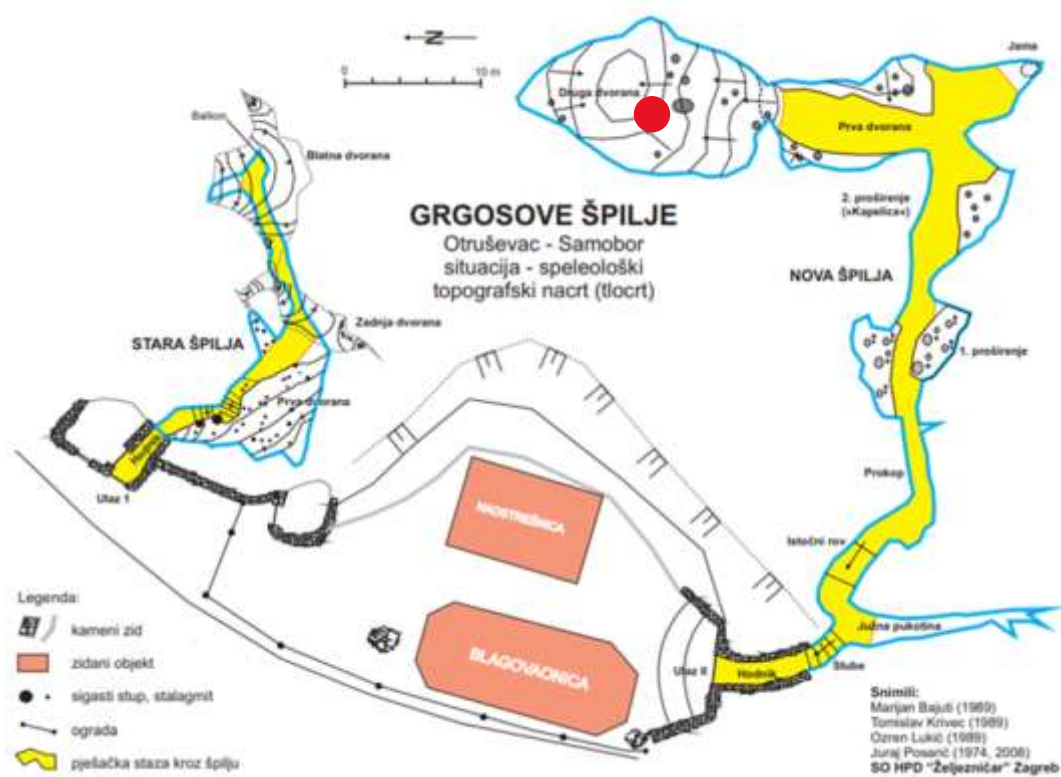 N
0
10 m
Jama
Druga dvorana
Prva dvorana
Balkon
Blatna dvorana
2. proširenje
(»Kapelica«)
GRGOSOVE ŠPILJE
Otruševac - Samobor
situacija - speleološki
topografski nacrt (tlocrt)
NOVA ŠPILJA
Zadnja dvorana
STARA ŠPILJA
1. proširenje
Prva dvorana
Hodnik
Ulaz 1
Prokop
NADSTREŠNICA
Istočni rov
Legenda:
kameni zid
zidani objekt
sigasti stup, stalagmit
ograda
pješačka staza kroz špilju
BLAGOVAONICA
Južna pukotina
Ulaz II
Hodnik
Stube
Snimili:
Marijan Bajuti (1989)
Tomislav Krivec (1989)
Ozren Lukić (1989)
Juraj Posarić (1974, 2008)
SO HPD "Željezničar" Zagreb